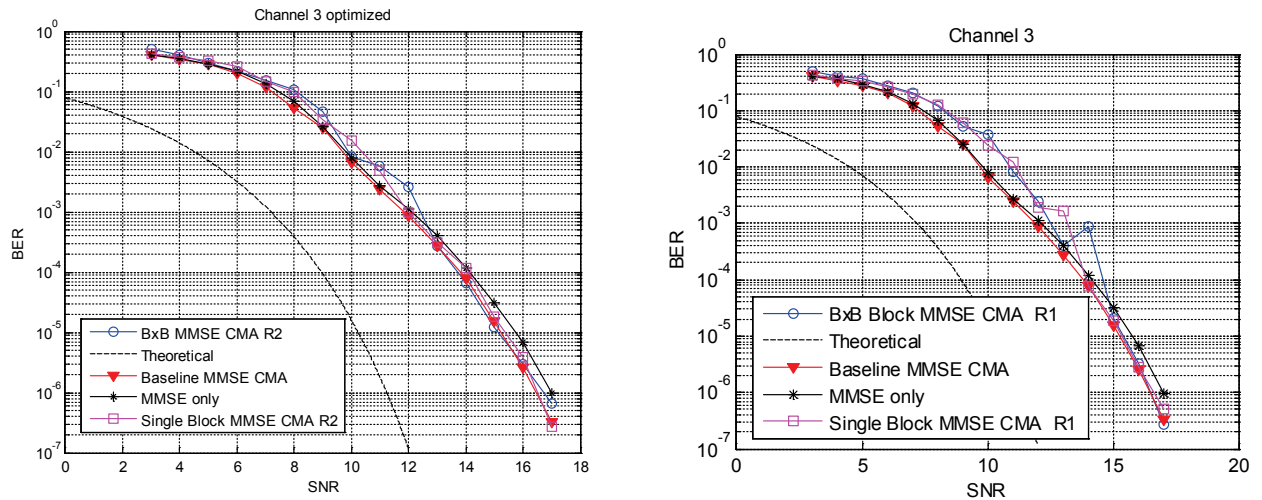 Channel 3 optimized
10^0
10^-1
10^-2
10^-3
10^-4
10^-5
10^-6
10^-7
BER
0 2 4 6 8 10 12 14 16 18
SNR
BxB MMSE CMA R2
Theoretical
Baseline MMSE CMA
MMSE only
Single Block MMSE CMA R2
Channel 3
10^0
10^-1
10^-2
10^-3
10^-4
10^-5
10^-6
10^-7
BER
0 5 10 15 20
SNR
BxB Block MMSE CMA R1
Theoretical
Baseline MMSE CMA
MMSE only
Single Block MMSE CMA R1